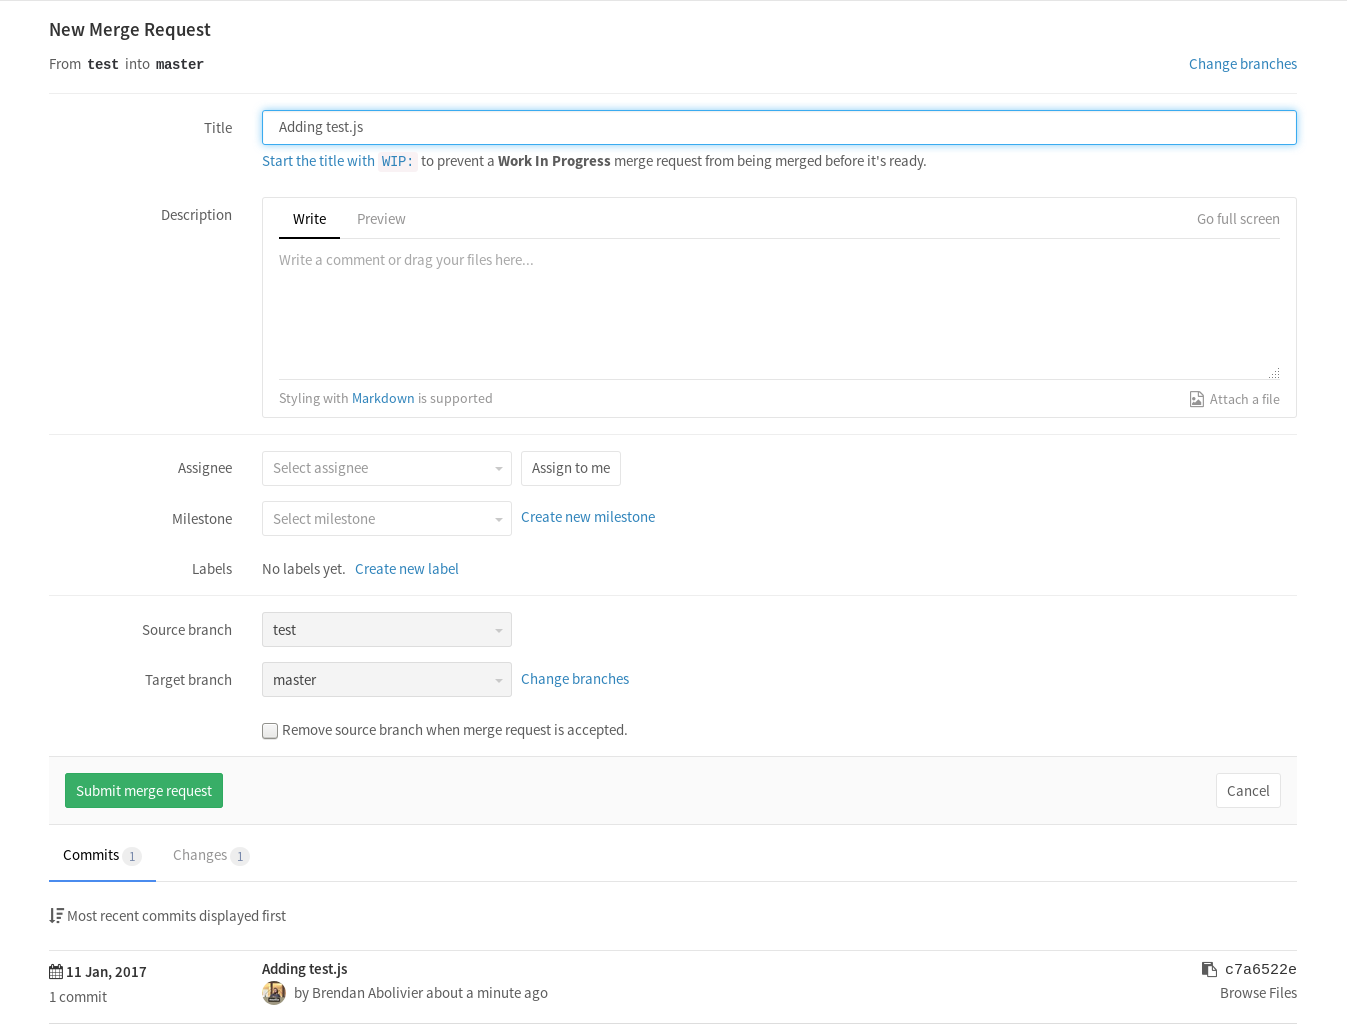 New Merge Request
From test into master
Change branches
Title
Adding test.js
Start the title with WIP: to prevent a Work In Progress merge request from being merged before it's ready.
Description
Write
Preview
Go full screen
Write a comment or drag your files here...
Styling with Markdown is supported
Attach a file
Assignee
Select assignee
Assign to me
Milestone
Select milestone
Create new milestone
Labels
No labels yet. Create new label
Source branch
test
Target branch
master
Change branches
Remove source branch when merge request is accepted.
Submit merge request
Cancel
Commits 1
Changes 1
Most recent commits displayed first
11 Jan, 2017
1 commit
Adding test.js
by Brendan Abolivier about a minute ago
c7a6522e
Browse Files